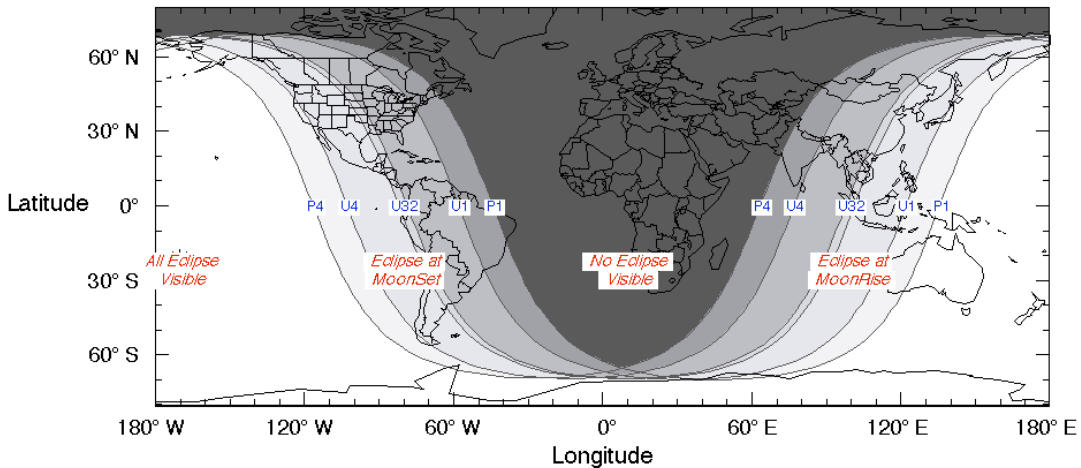 60° N
30° N
Latitude
0°
P4 U4 U32 U1 P1 P4 U4 U32 U1 P1
All Eclipse
Visible
Eclipse at
MoonSet
No Eclipse
Visible
Eclipse at
MoonRise
30° S
60° S
180° W 120° W 60° W 0° 60° E 120° E 180° E
Longitude